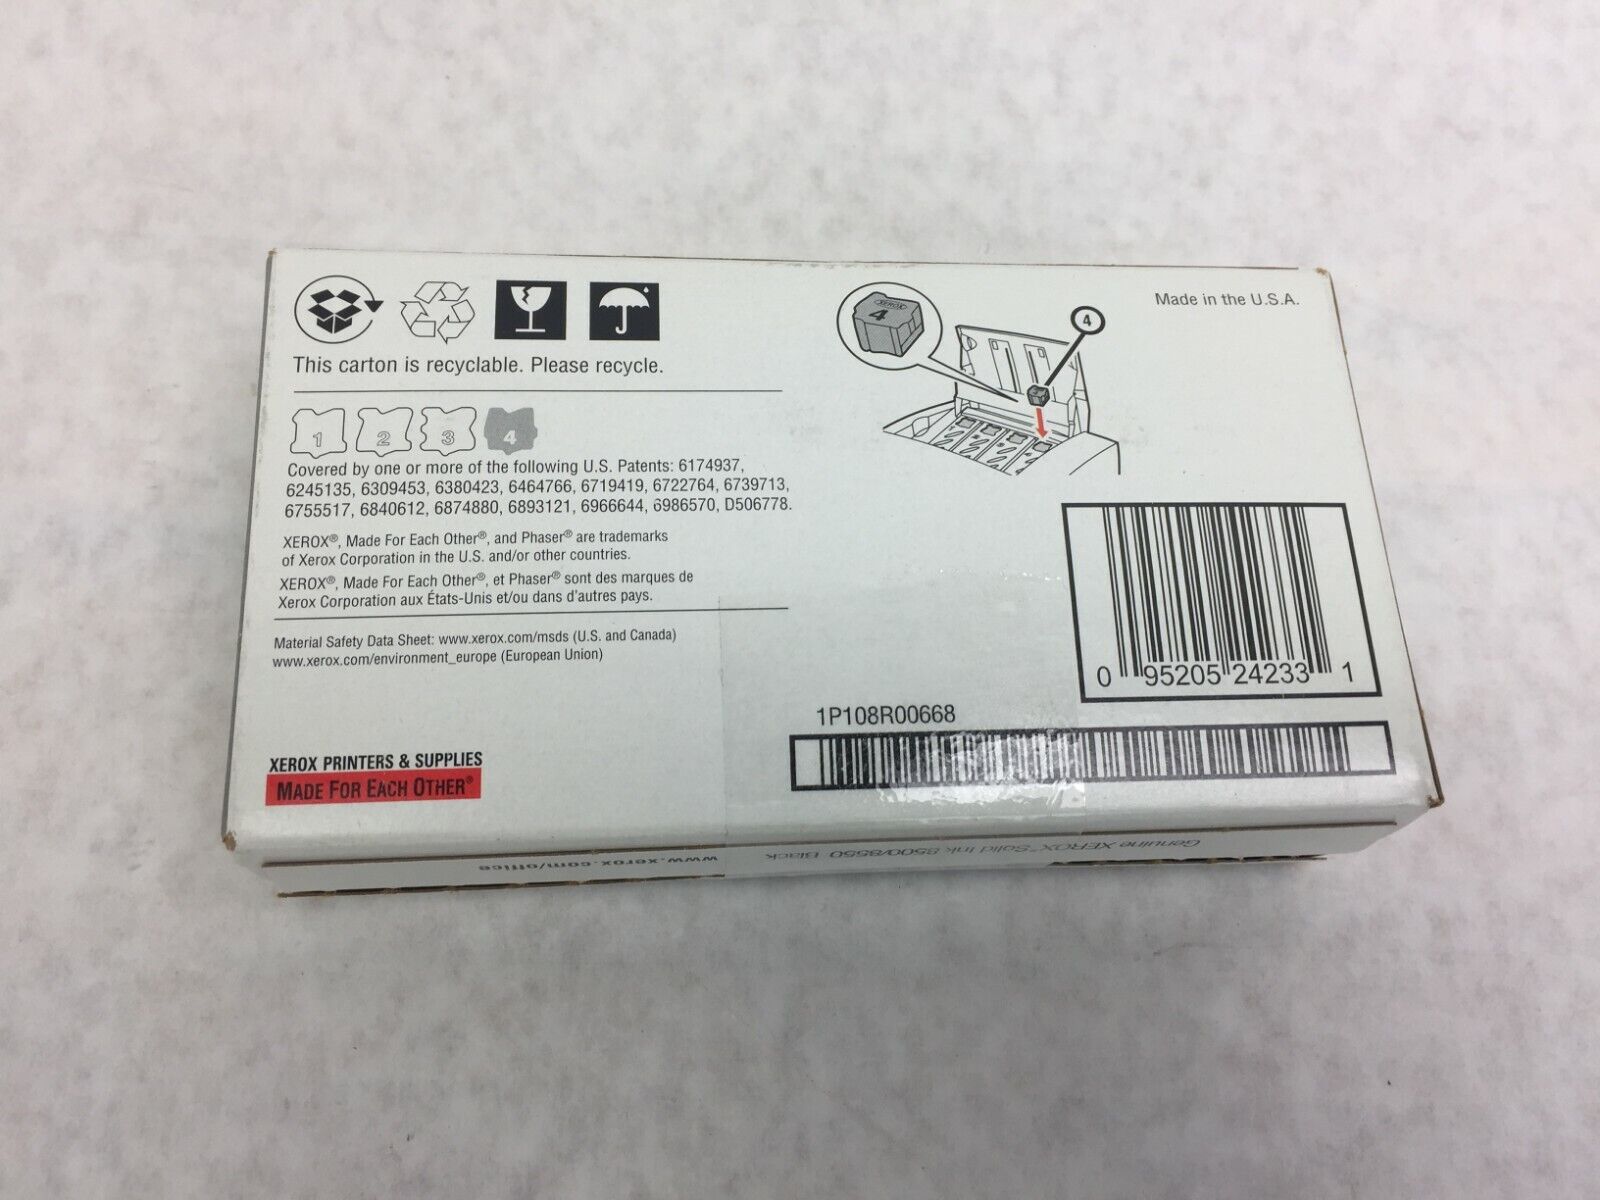 This carton is recyclable. Please recycle.
1 2 3 4
Covered by one or more of the following U.S. Patents: 6174937,
6245135, 6309453, 6380423, 6464766, 6719419, 6722764, 6739713,
6755517, 6840612, 6874880, 6893121, 6966644, 6986570, D506778.
XEROX®, Made For Each Other®, and Phaser® are trademarks
of Xerox Corporation in the U.S. and/or other countries.
XEROX®, Made For Each Other®, et Phaser® sont des marques de
Xerox Corporation aux États-Unis et/ou dans d'autres pays.
Material Safety Data Sheet: www.xerox.com/msds (U.S. and Canada)
www.xerox.com/environment_europe (European Union)
XEROX PRINTERS & SUPPLIES
MADE FOR EACH OTHER®
XEROX
4
4
Made in the U.S.A.
0 95205 24233 1
1P108R00668
Genuine XEROX® Solid Ink 8500/8550 Black
www.xerox.com/office